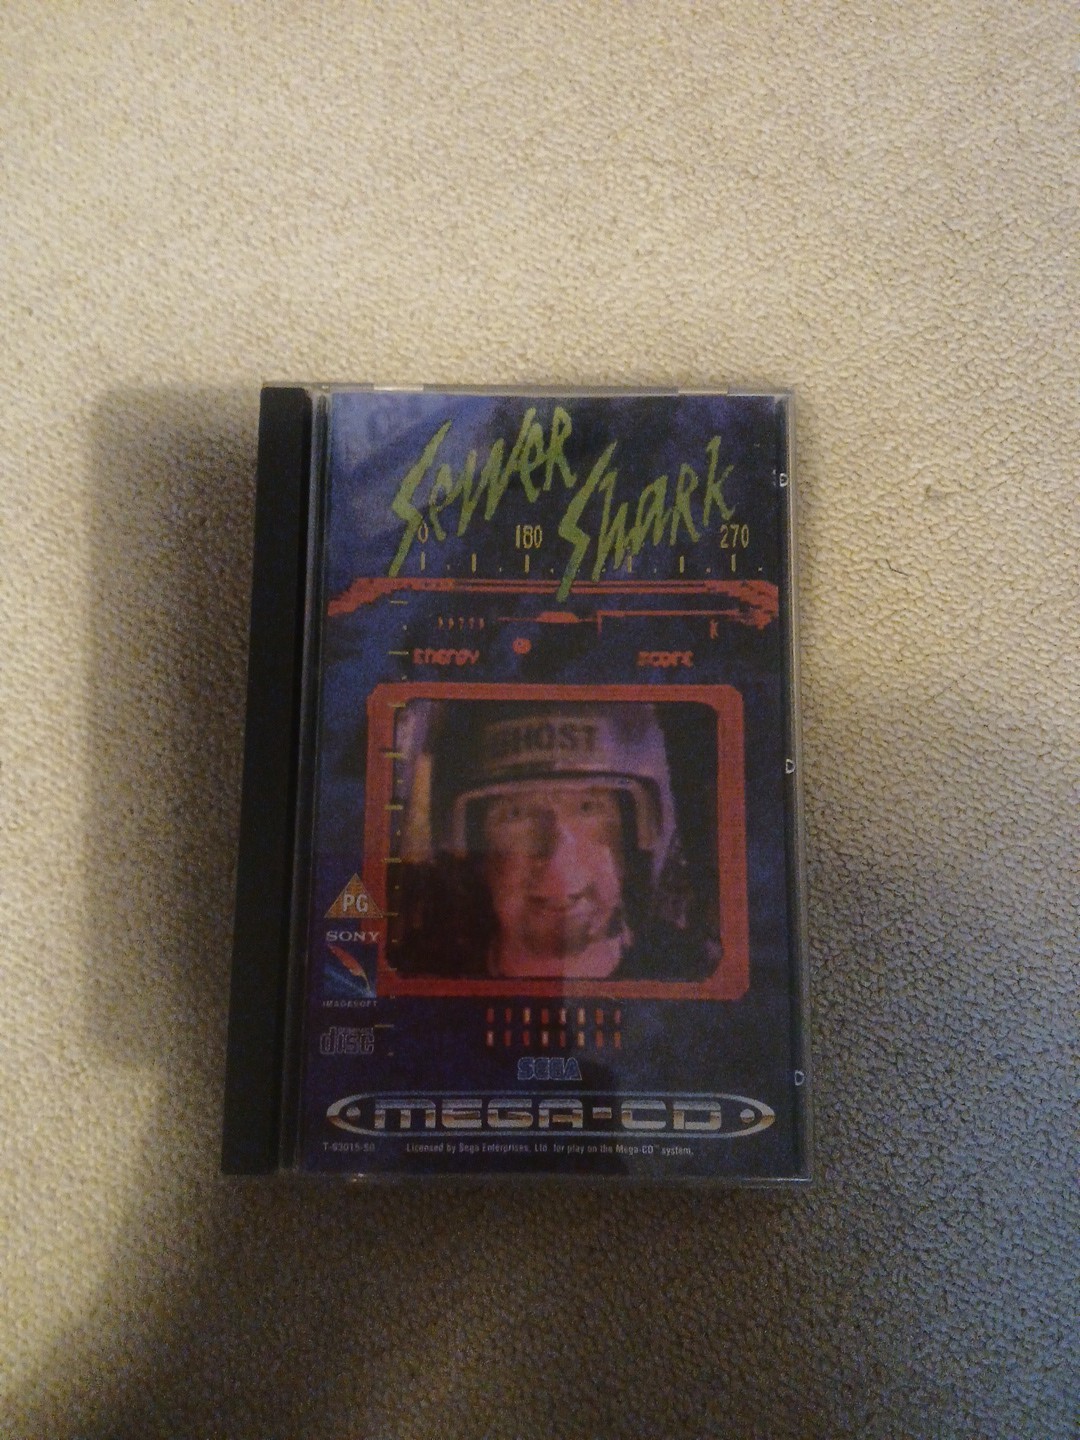 Sewer Shark
0 180 270
Energy score
GHOST
PG
SONY
IMAGESOFT
disc
SEGA
MEGA-CD
Licensed by Sega Enterprises, Ltd. for play on the Mega-CD™ system.